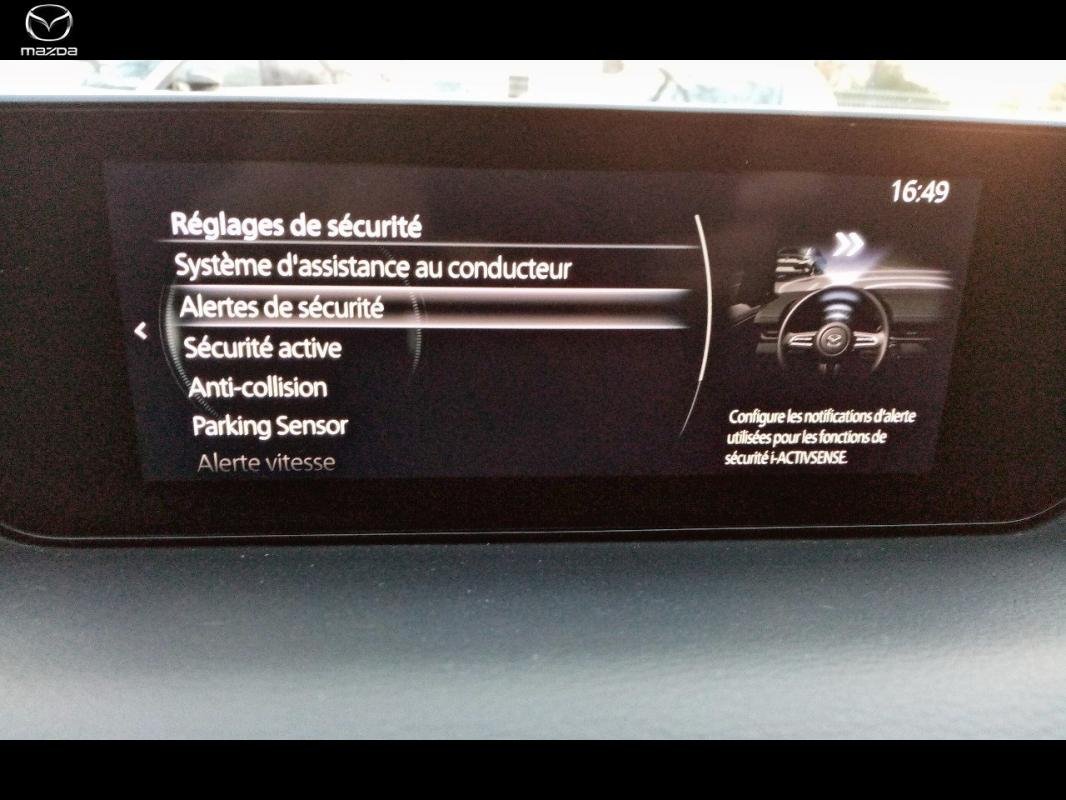 mazda
16:49
Réglages de sécurité
Système d'assistance au conducteur
Alertes de sécurité
Sécurité active
Anti-collision
Parking Sensor
Alerte vitesse
Configure les notifications d'alerte
utilisées pour les fonctions de
sécurité i-ACTIVSENSE.